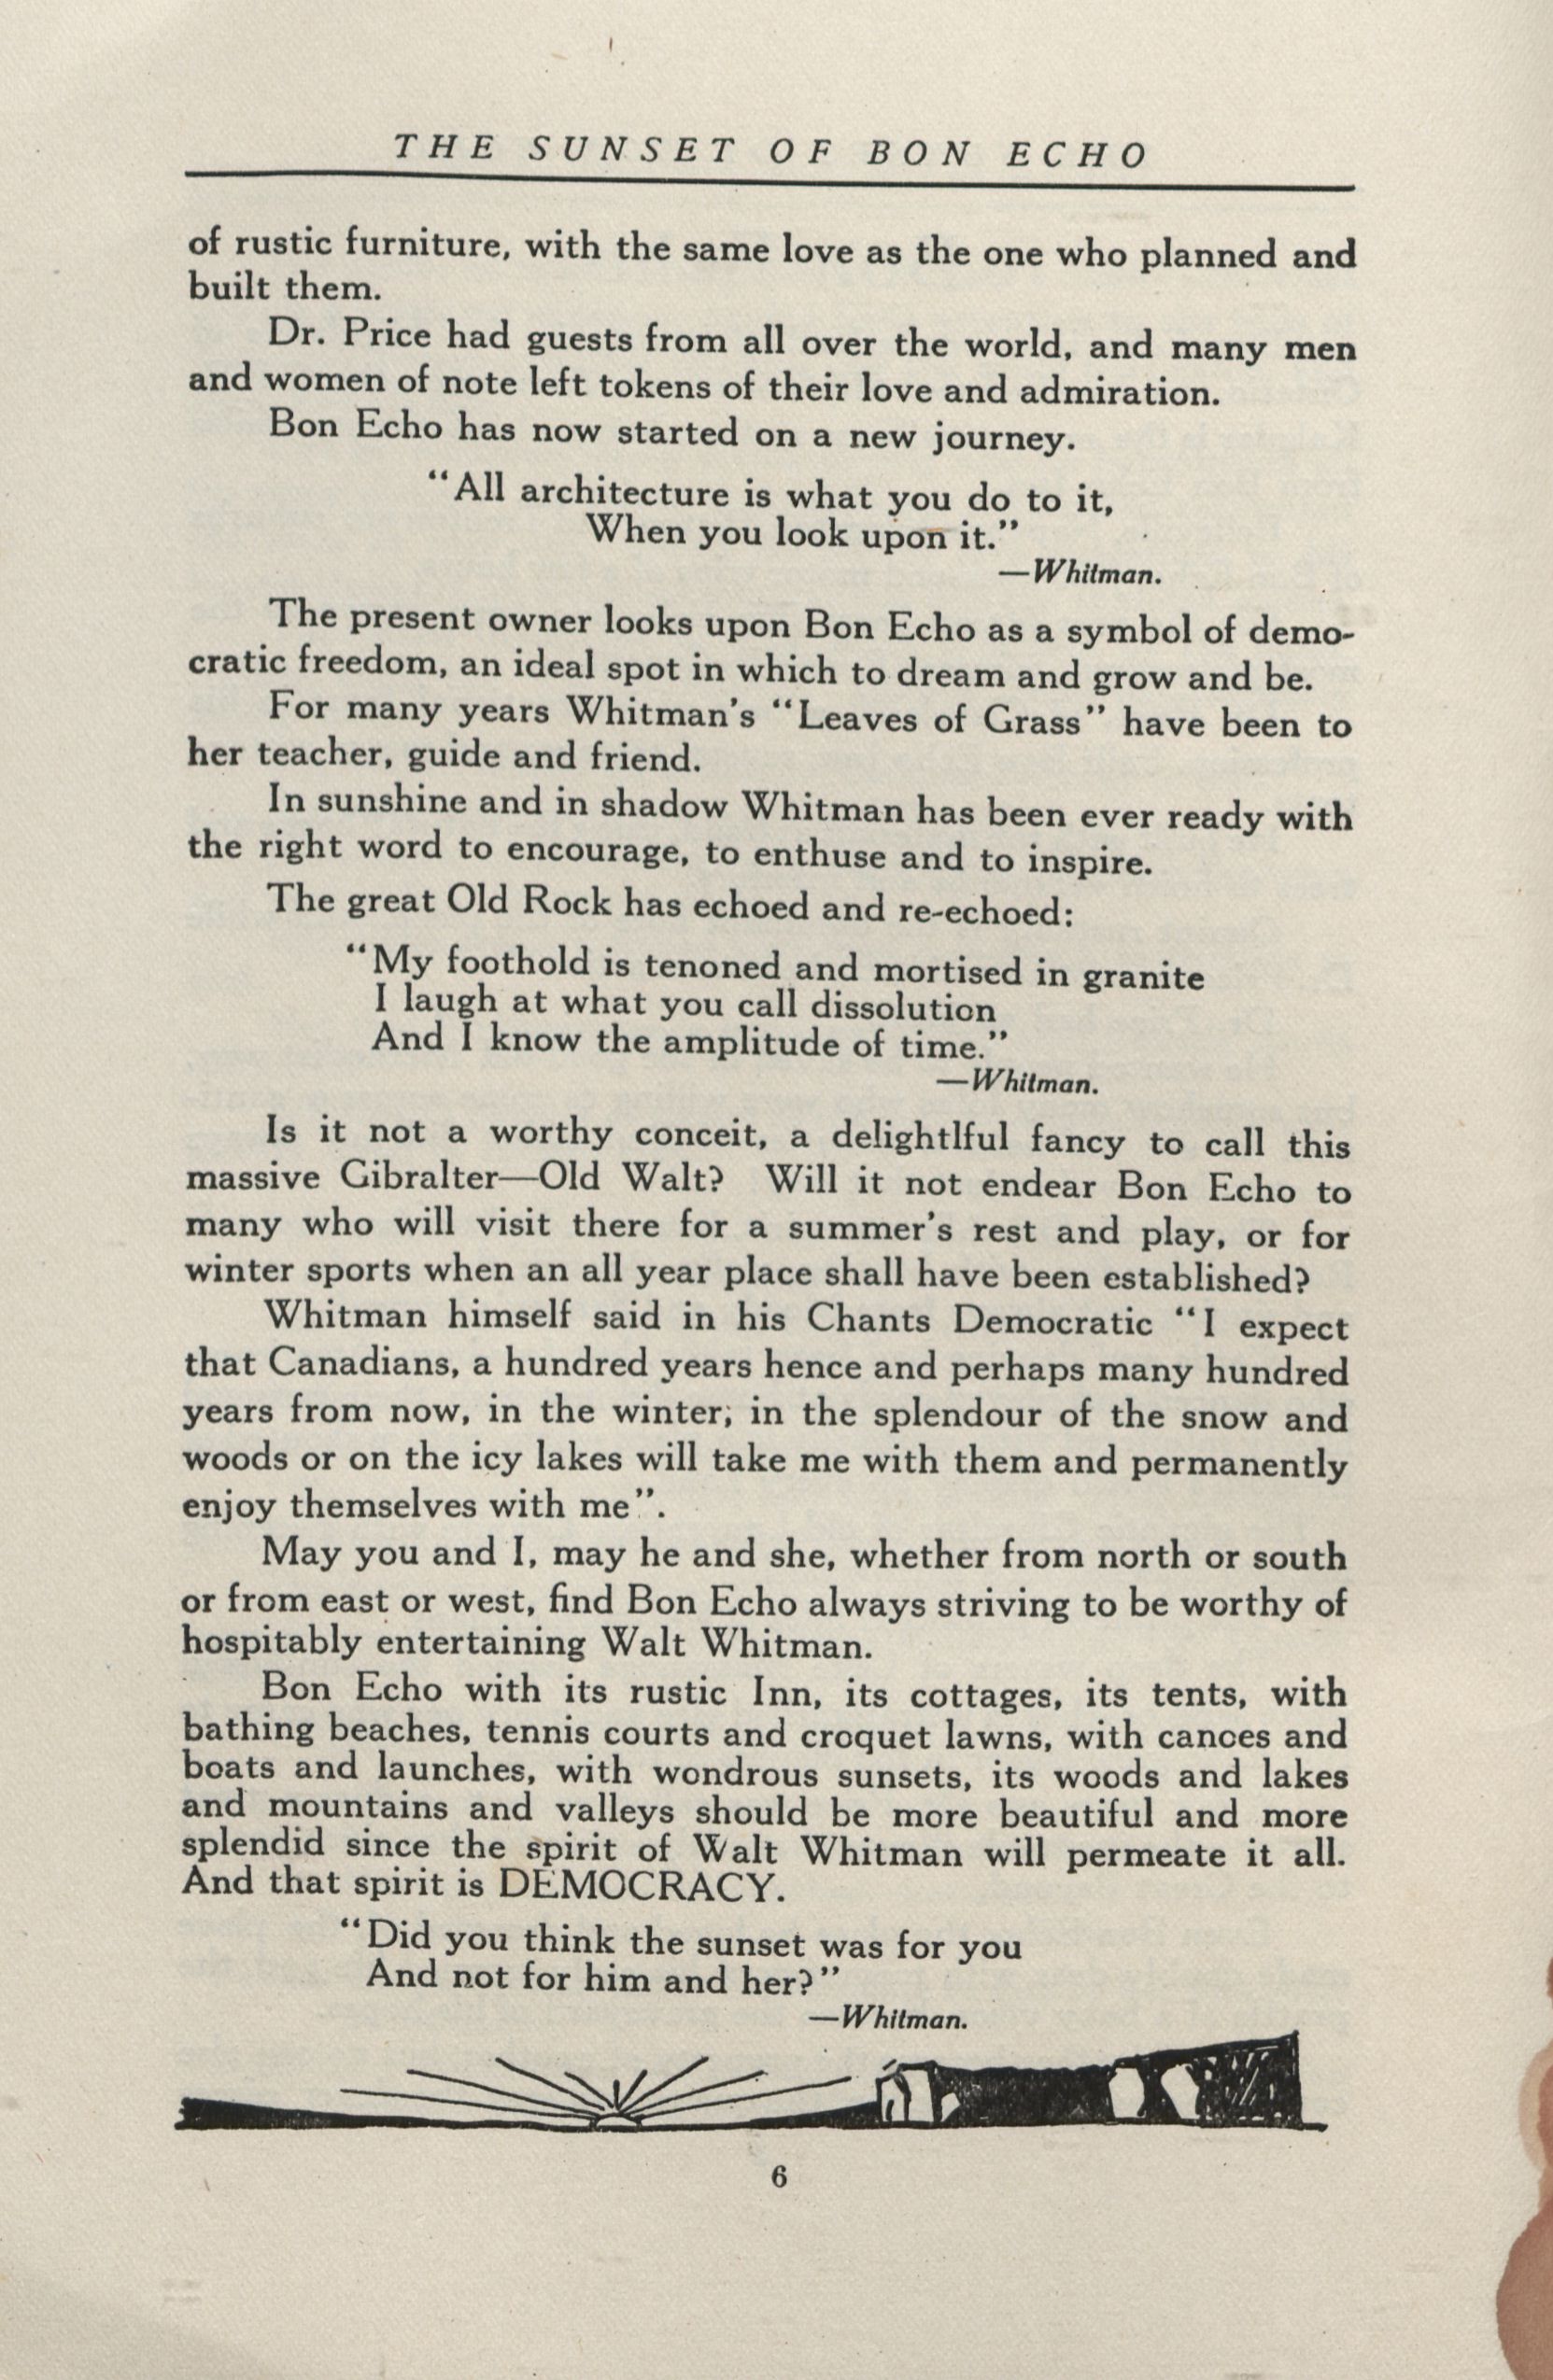 THE SUNSET OF BON ECHO
of rustic furniture, with the same love as the one who planned and
built them.
Dr. Price had guests from all over the world, and many men
and women of note left tokens of their love and admiration.
Bon Echo has now started on a new journey.
"All architecture is what you do to it,
When you look upon it."
—Whitman.
The present owner looks upon Bon Echo as a symbol of demo-
cratic freedom, an ideal spot in which to dream and grow and be.
For many years Whitman's "Leaves of Grass" have been to
her teacher, guide and friend.
In sunshine and in shadow Whitman has been ever ready with
the right word to encourage, to enthuse and to inspire.
The great Old Rock has echoed and re-echoed:
"My foothold is tenoned and mortised in granite
I laugh at what you call dissolution
And I know the amplitude of time."
—Whitman.
Is it not a worthy conceit, a delightlful fancy to call this
massive Gibralter—Old Walt? Will it not endear Bon Echo to
many who will visit there for a summer's rest and play, or for
winter sports when an all year place shall have been established?
Whitman himself said in his Chants Democratic "I expect
that Canadians, a hundred years hence and perhaps many hundred
years from now, in the winter; in the splendour of the snow and
woods or on the icy lakes will take me with them and permanently
enjoy themselves with me".
May you and I, may he and she, whether from north or south
or from east or west, find Bon Echo always striving to be worthy of
hospitably entertaining Walt Whitman.
Bon Echo with its rustic Inn, its cottages, its tents, with
bathing beaches, tennis courts and croquet lawns, with canoes and
boats and launches, with wondrous sunsets, its woods and lakes
and mountains and valleys should be more beautiful and more
splendid since the spirit of Walt Whitman will permeate it all.
And that spirit is DEMOCRACY.
"Did you think the sunset was for you
And not for him and her?"
—Whitman.
6